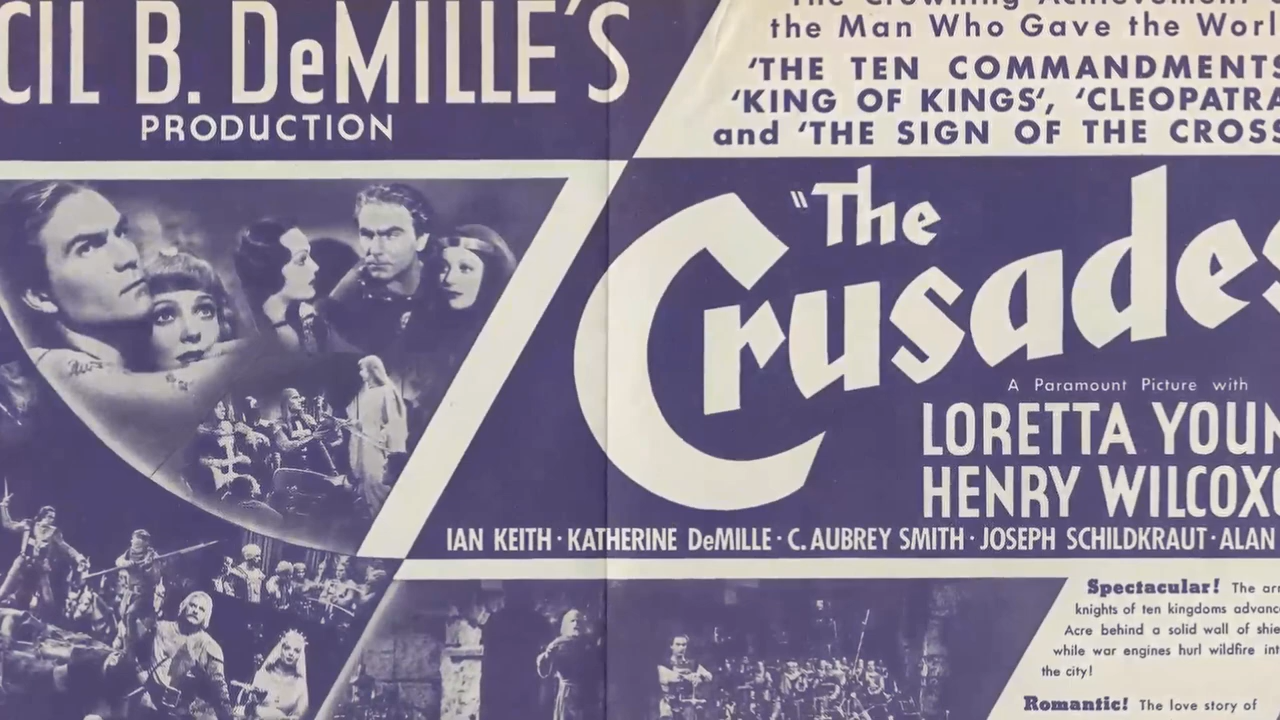 CIL B. DeMILLE'S
PRODUCTION
The Crowning Achievement
the Man Who Gave the Worl
'THE TEN COMMANDMENTS
'KING OF KINGS', 'CLEOPATRA
and 'THE SIGN OF THE CROSS
"The
Crusades
A Paramount Picture with
LORETTA YOUN
HENRY WILCOXO
IAN KEITH · KATHERINE DeMILLE · C. AUBREY SMITH · JOSEPH SCHILDKRAUT · ALAN
Spectacular! The ar
knights of ten kingdoms advanc
Acre behind a solid wall of shie
while war engines hurl wildfire int
the city!
Romantic! The love story of